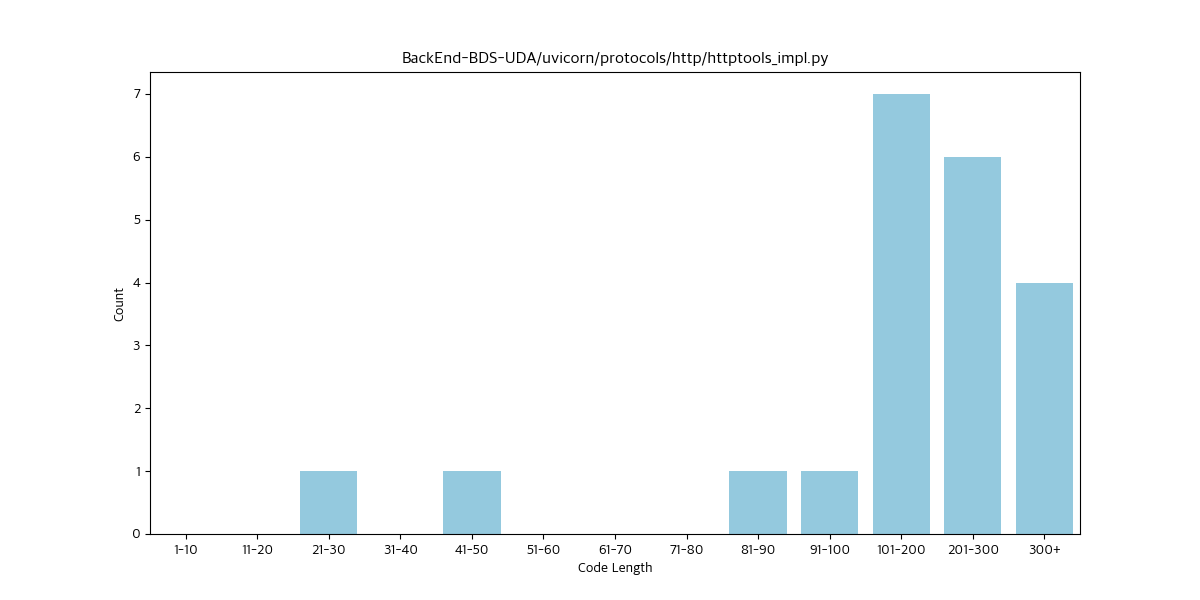 BackEnd-BDS-UDA/uvicorn/protocols/http/httptools_impl.py
7
6
5
4
3
2
1
0
Count
1-10 11-20 21-30 31-40 41-50 51-60 61-70 71-80 81-90 91-100 101-200 201-300 300+
Code Length